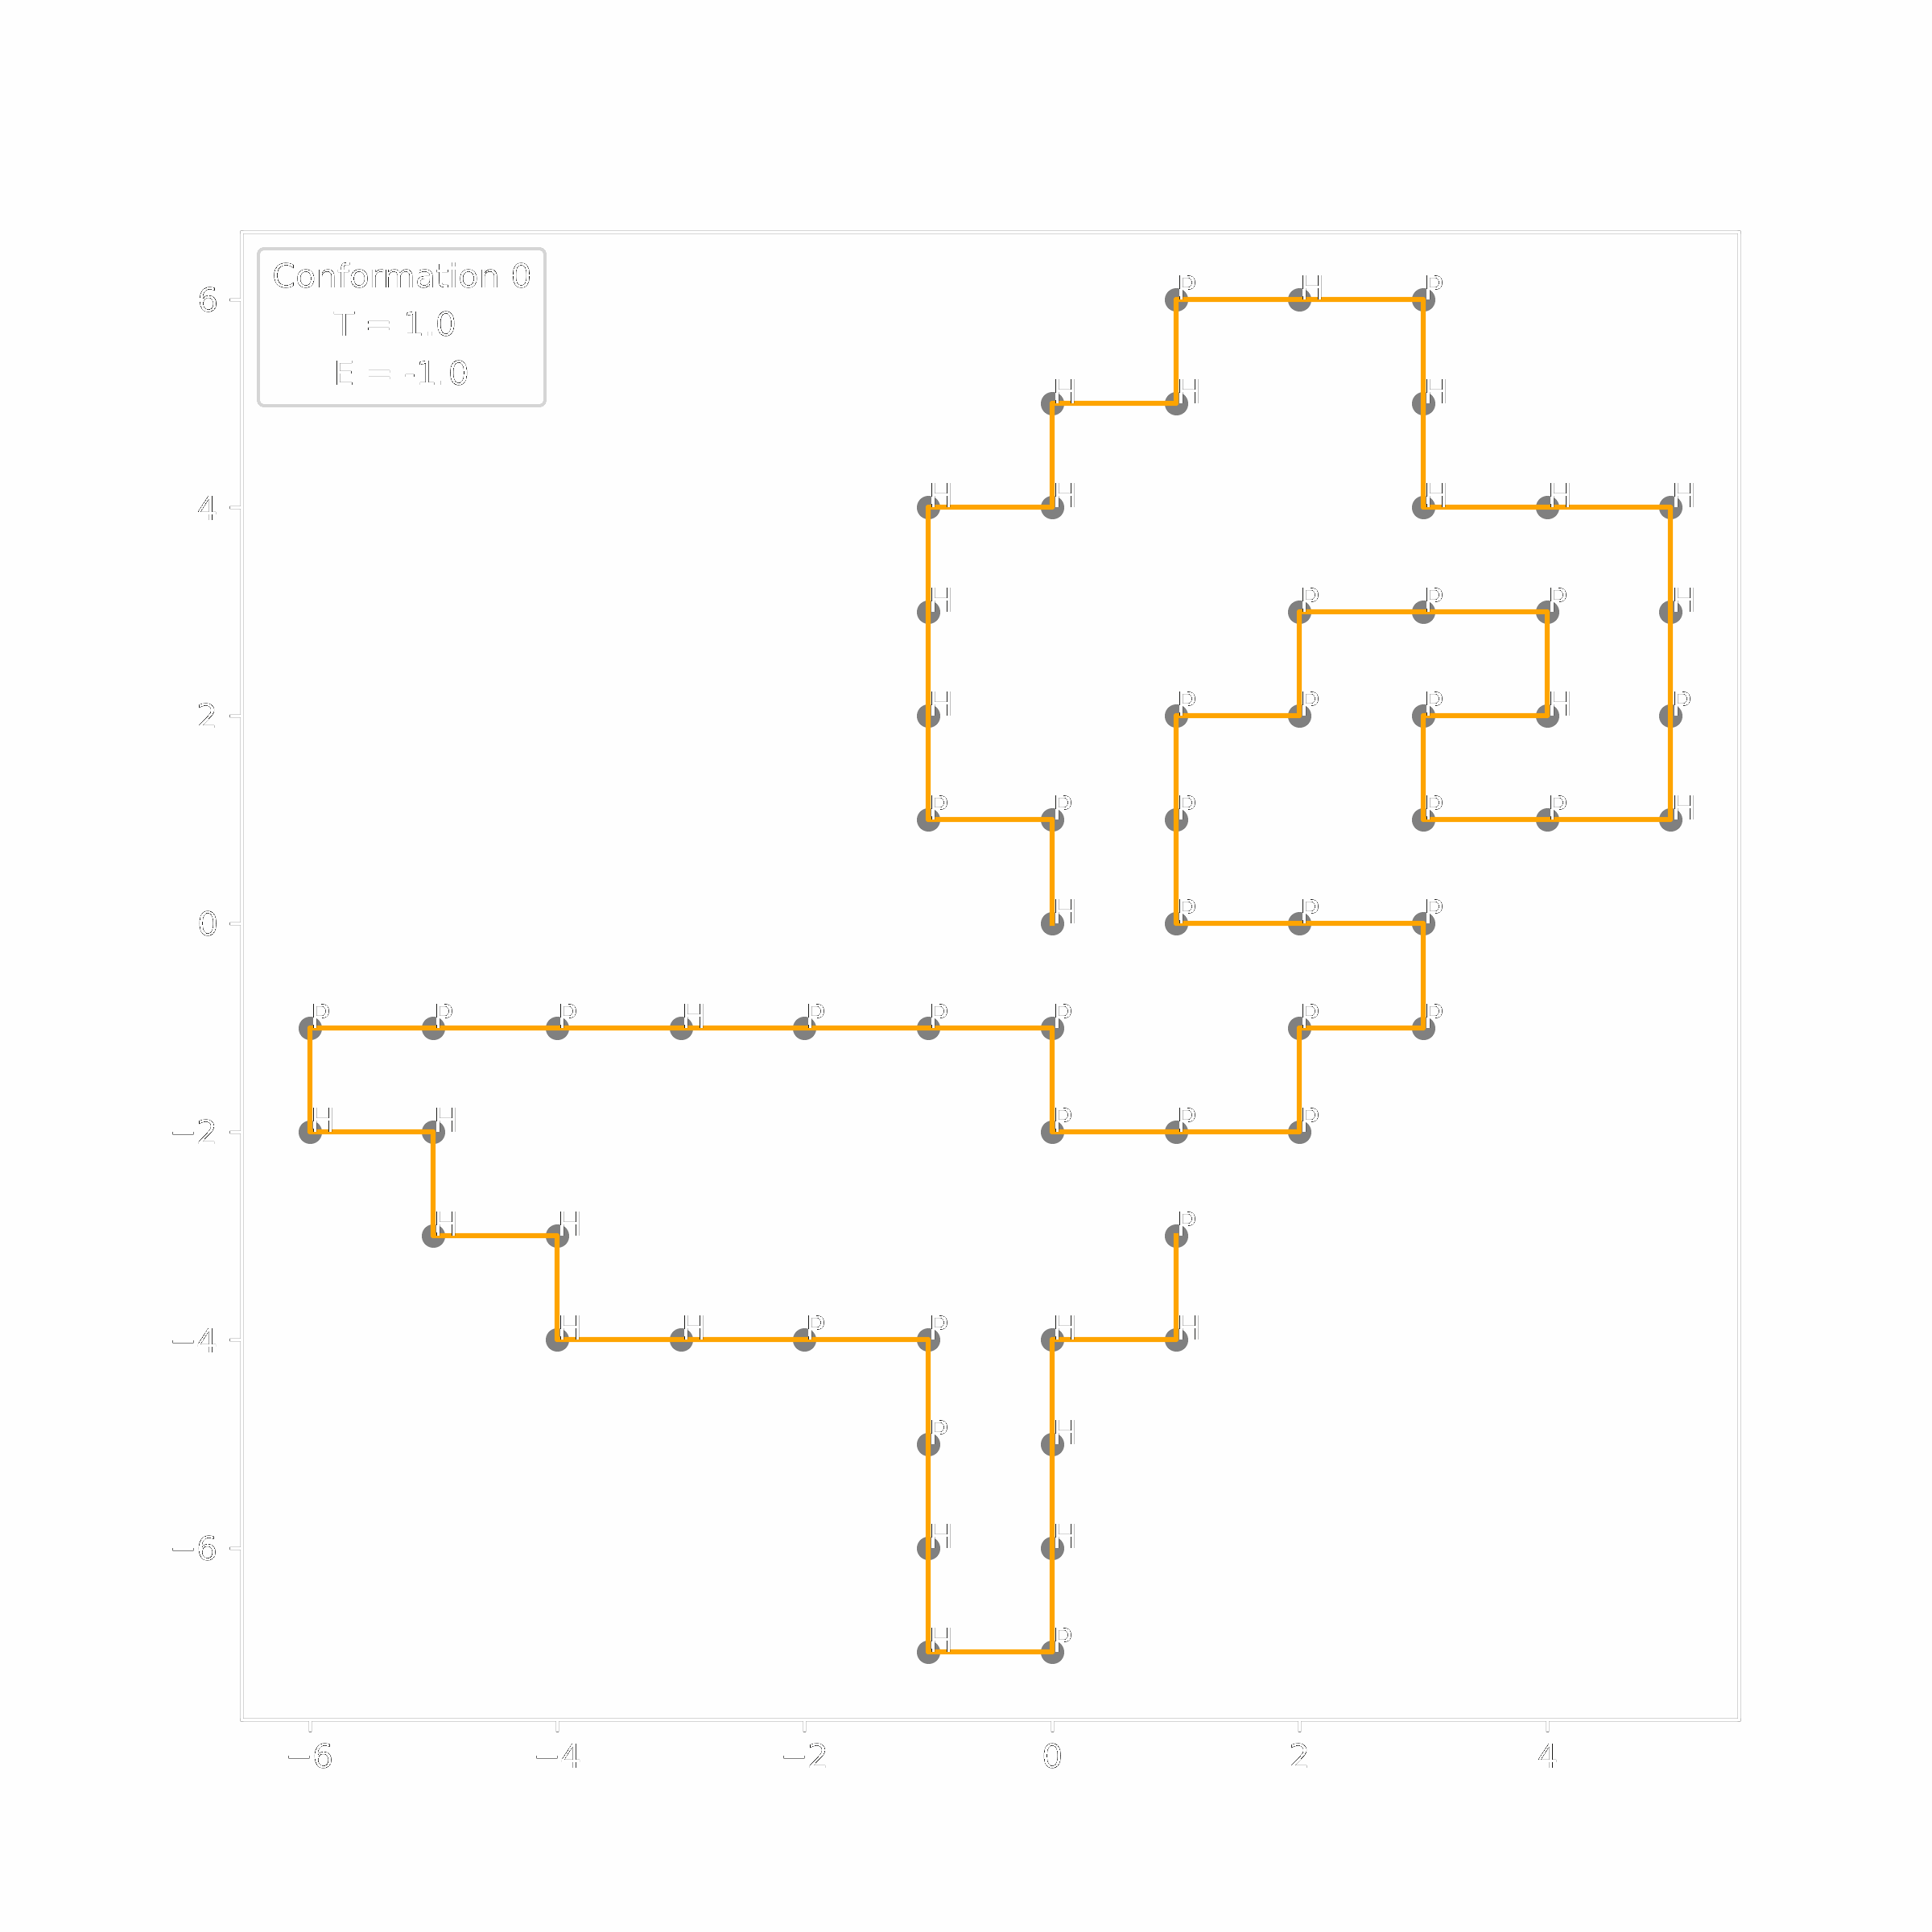 Conformation 0
T = 1.0
E = -1.0
6
P H P
H H H
4
H H H H H
H P P P H
2
H P P P H P
P P P P P H
0
H P P P
P P P H P P P P P
−2
H H P P P
H H P
−4
H H P P H H
P H
−6
H H
H P
−6 −4 −2 0 2 4